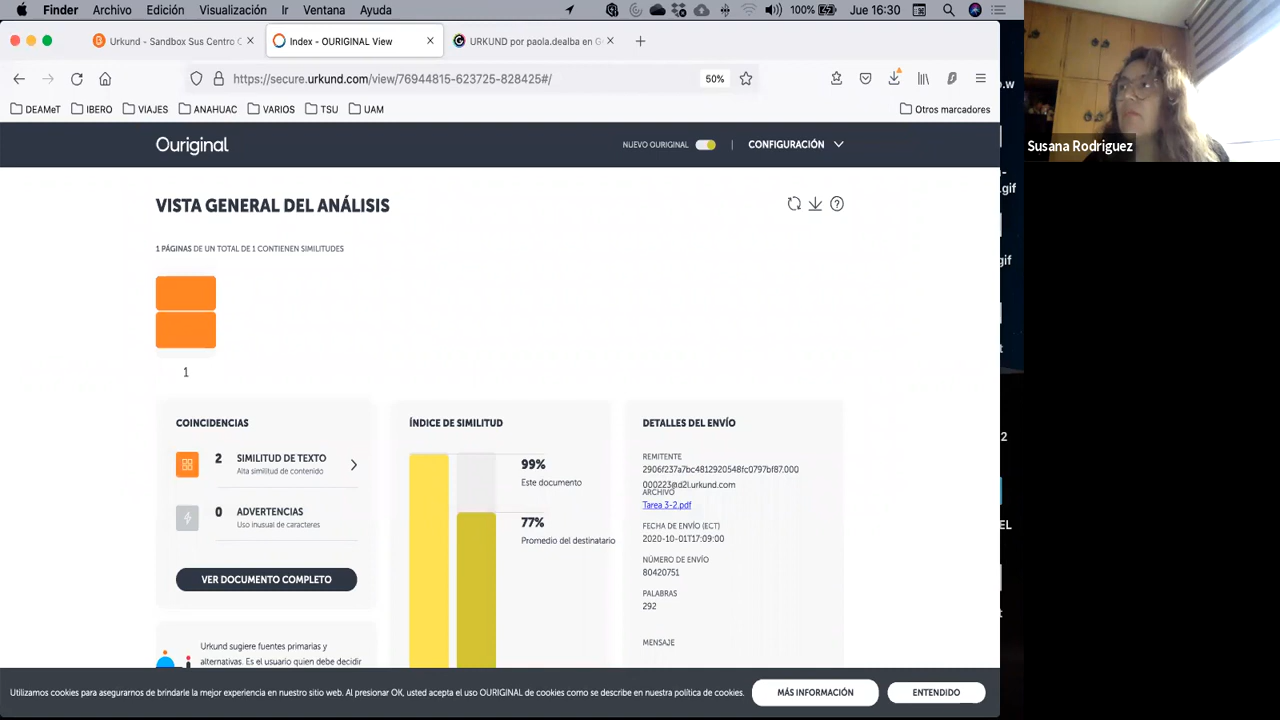 Finder Archivo Edición Visualización Ir Ventana Ayuda 100% Jue 16:30
Urkund - Sandbox Sus Centro C
Index - OURIGINAL View
URKUND por paola.dealba en G
https://secure.urkund.com/view/76944815-623725-828425#/
50%
DEAMeT IBERO VIAJES ANAHUAC VARIOS TSU UAM Otros marcadores
Ouriginal
NUEVO OURIGINAL | CONFIGURACIÓN
VISTA GENERAL DEL ANÁLISIS
1 PÁGINAS DE UN TOTAL DE 1 CONTIENEN SIMILITUDES
1
COINCIDENCIAS
2 SIMILITUD DE TEXTO
Alta similitud de contenido
0 ADVERTENCIAS
Uso inusual de caracteres
VER DOCUMENTO COMPLETO
Urkund sugiere fuentes primarias y
alternativas. Es el usuario quien debe decidir
ÍNDICE DE SIMILITUD
99%
Este documento
77%
Promedio del destinatario
DETALLES DEL ENVÍO
REMITENTE
2906f237a7bc4812920548fc0797bf87.000
000223@d2l.urkund.com
ARCHIVO
Tarea 3-2.pdf
FECHA DE ENVÍO (ECT)
2020-10-01T17:09:00
NÚMERO DE ENVÍO
80420751
PALABRAS
292
MENSAJE
Utilizamos cookies para asegurarnos de brindarle la mejor experiencia en nuestro sitio web. Al presionar OK, usted acepta el uso OURIGINAL de cookies como se describe en nuestra política de cookies.
MÁS INFORMACIÓN
ENTENDIDO
Susana Rodriguez